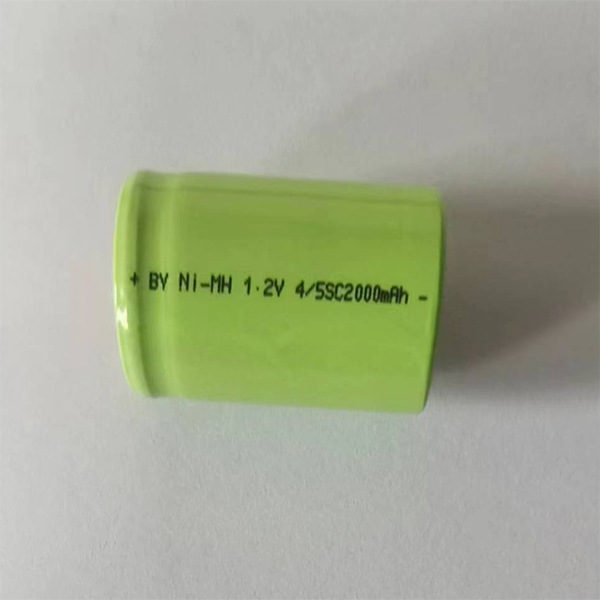 + BY Ni-MH 1.2V 4/5SC2000mAh -